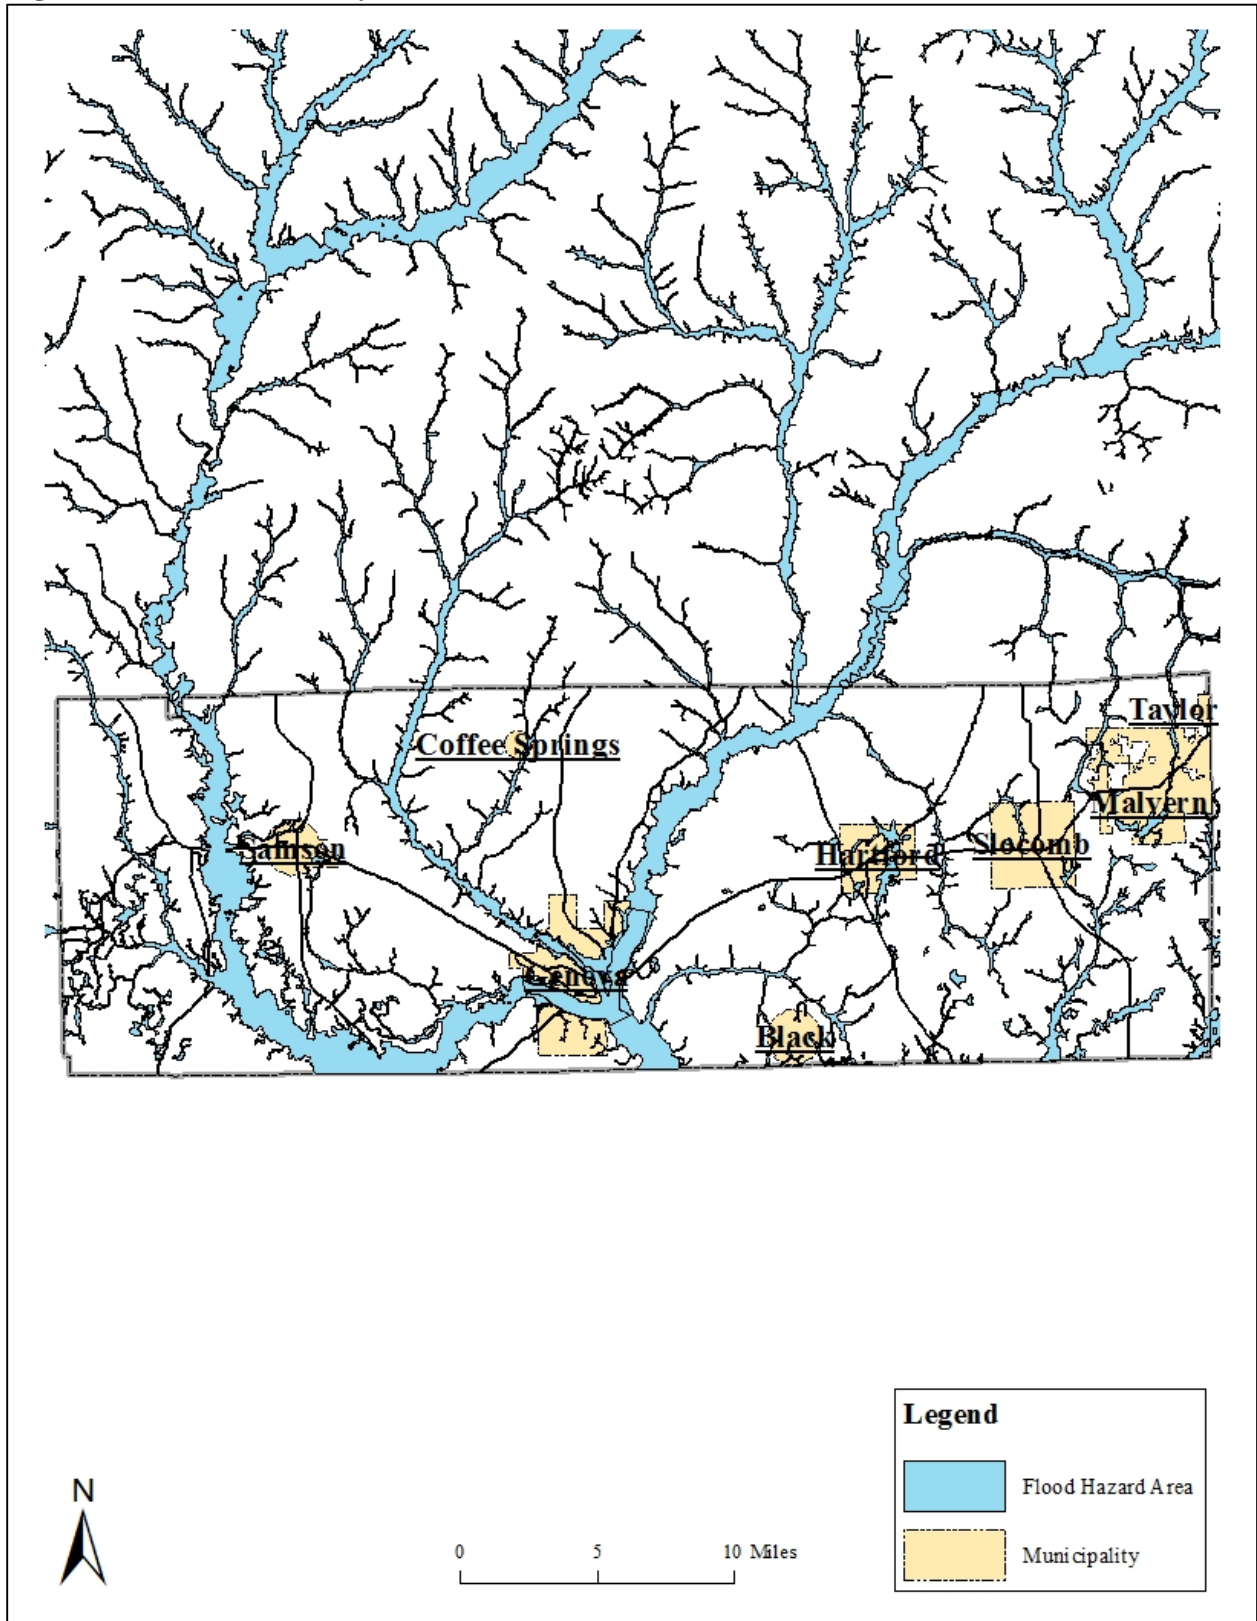 Taylor
Coffee Springs
Malvern
Samson
Hartford
Slocomb
Geneva
Black
Legend
Flood Hazard Area
Municipality
N
0 5 10 Miles